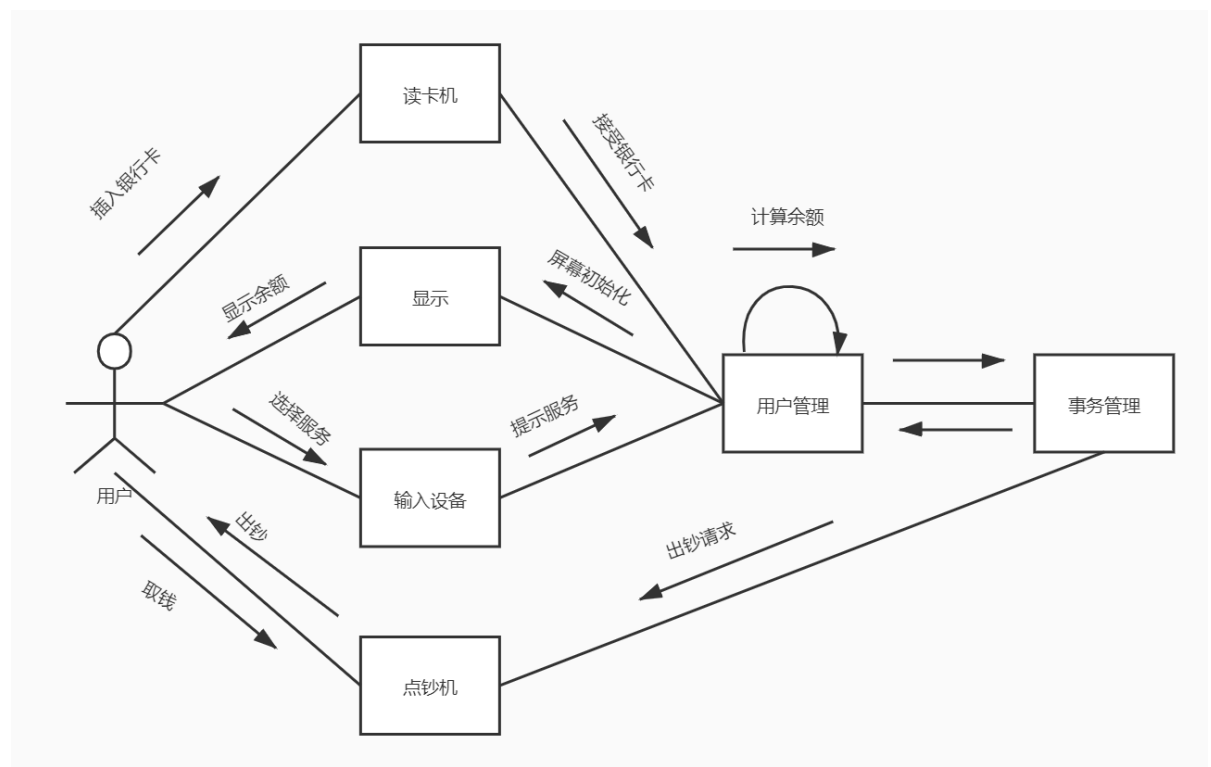 读卡机
插入银行卡
接受银行卡
计算余额
显示余额
显示
屏幕初始化
选择服务
提示服务
用户管理
事务管理
用户
输入设备
出钞
出钞请求
取钱
点钞机